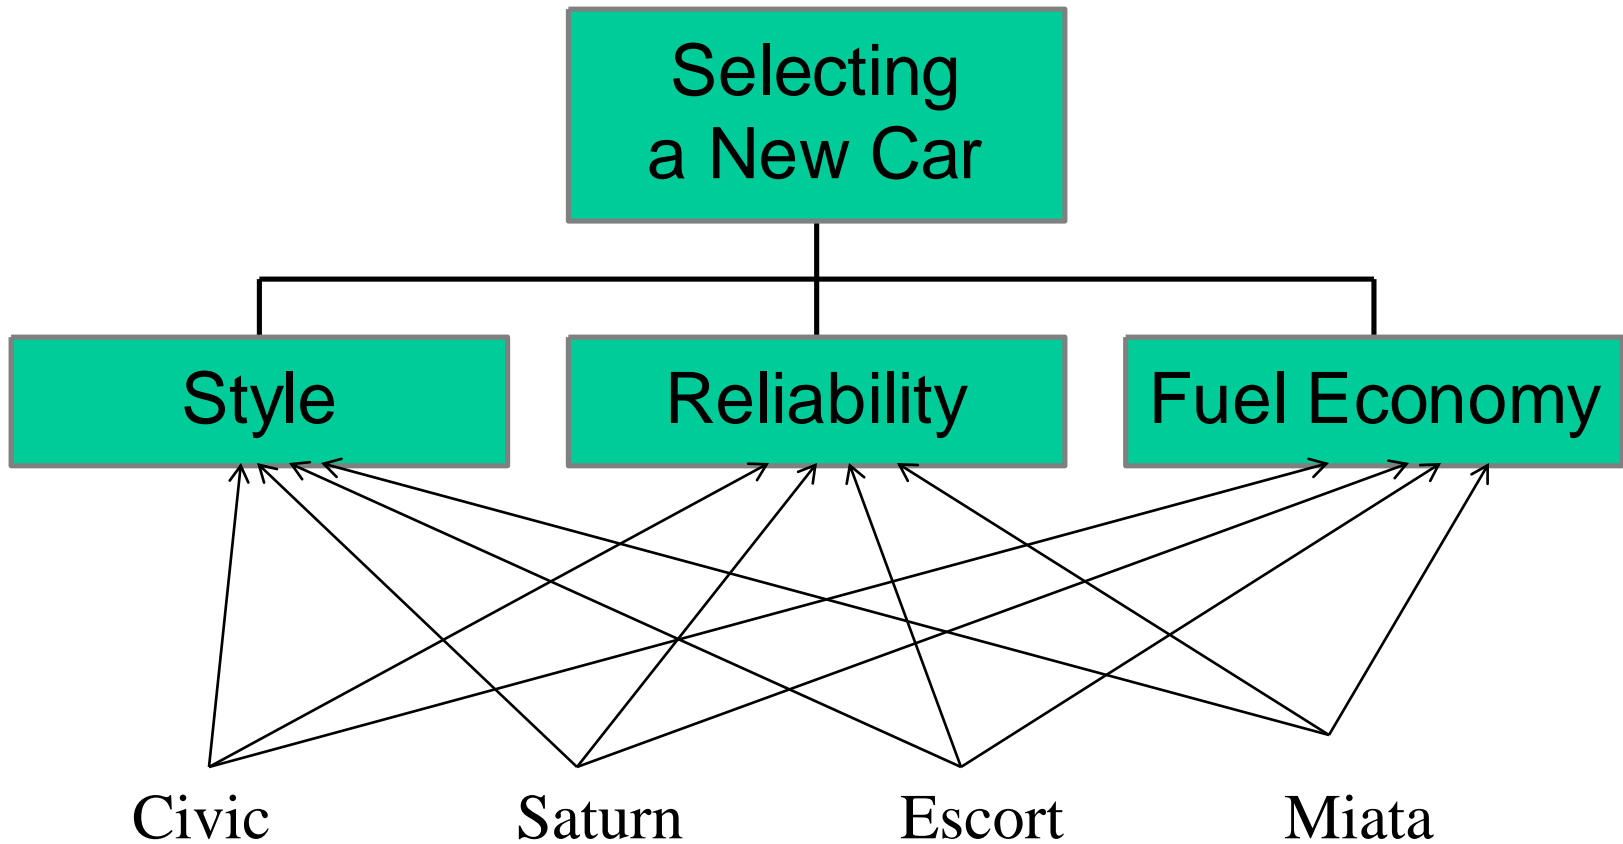 Selecting
a New Car
Style
Reliability
Fuel Economy
Civic
Saturn
Escort
Miata